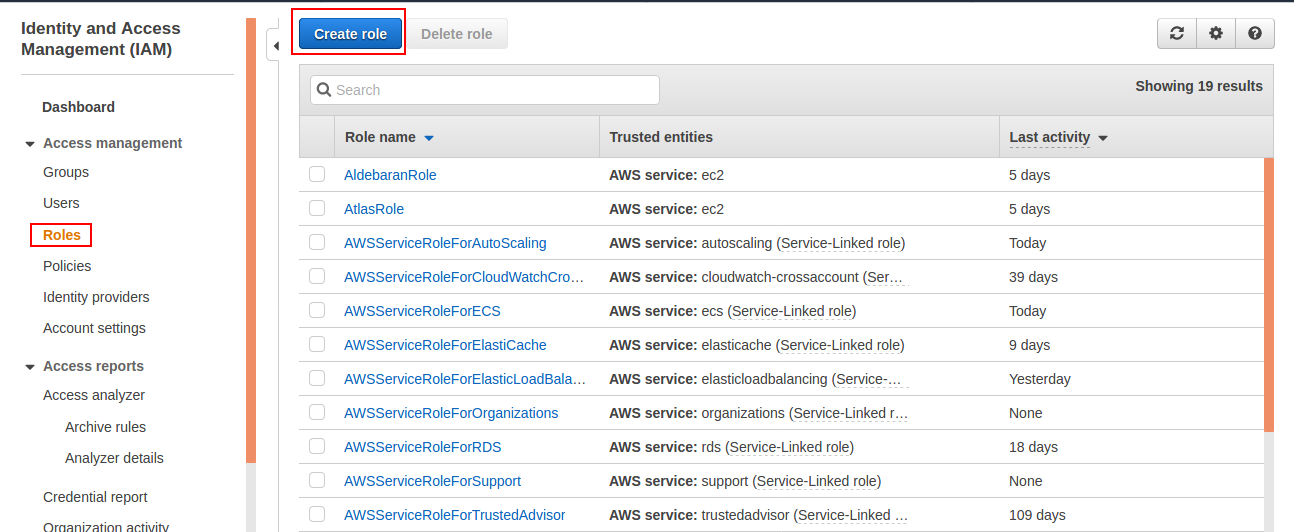 Identity and Access
Management (IAM)
Dashboard
Access management
Groups
Users
Roles
Policies
Identity providers
Account settings
Access reports
Access analyzer
Archive rules
Analyzer details
Credential report
Organization activity
Create role Delete role
Search
Showing 19 results
Role name Trusted entities Last activity
AldebaranRole AWS service: ec2 5 days
AtlasRole AWS service: ec2 5 days
AWSServiceRoleForAutoScaling AWS service: autoscaling (Service-Linked role) Today
AWSServiceRoleForCloudWatchCro… AWS service: cloudwatch-crossaccount (Ser… 39 days
AWSServiceRoleForECS AWS service: ecs (Service-Linked role) Today
AWSServiceRoleForElastiCache AWS service: elasticache (Service-Linked role) 9 days
AWSServiceRoleForElasticLoadBala… AWS service: elasticloadbalancing (Service-… Yesterday
AWSServiceRoleForOrganizations AWS service: organizations (Service-Linked r… None
AWSServiceRoleForRDS AWS service: rds (Service-Linked role) 18 days
AWSServiceRoleForSupport AWS service: support (Service-Linked role) None
AWSServiceRoleForTrustedAdvisor AWS service: trustedadvisor (Service-Linked … 109 days